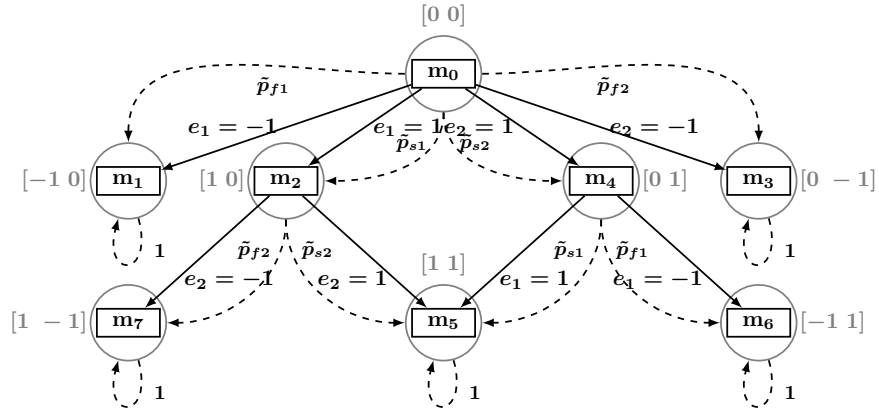 [0 0]
m₀
p̃_{f1} p̃_{f2}
e₁ = −1 e₁ = 1 e₂ = 1 e₂ = −1
p̃_{s1} p̃_{s2}
[−1 0] m₁ [1 0] m₂ m₄ [0 1] m₃ [0 −1]
1 p̃_{f2} p̃_{s2} [1 1] p̃_{s1} p̃_{f1} 1
e₂ = −1 e₂ = 1 e₁ = 1 e₁ = −1
[1 −1] m₇ m₅ m₆ [−1 1]
1 1 1